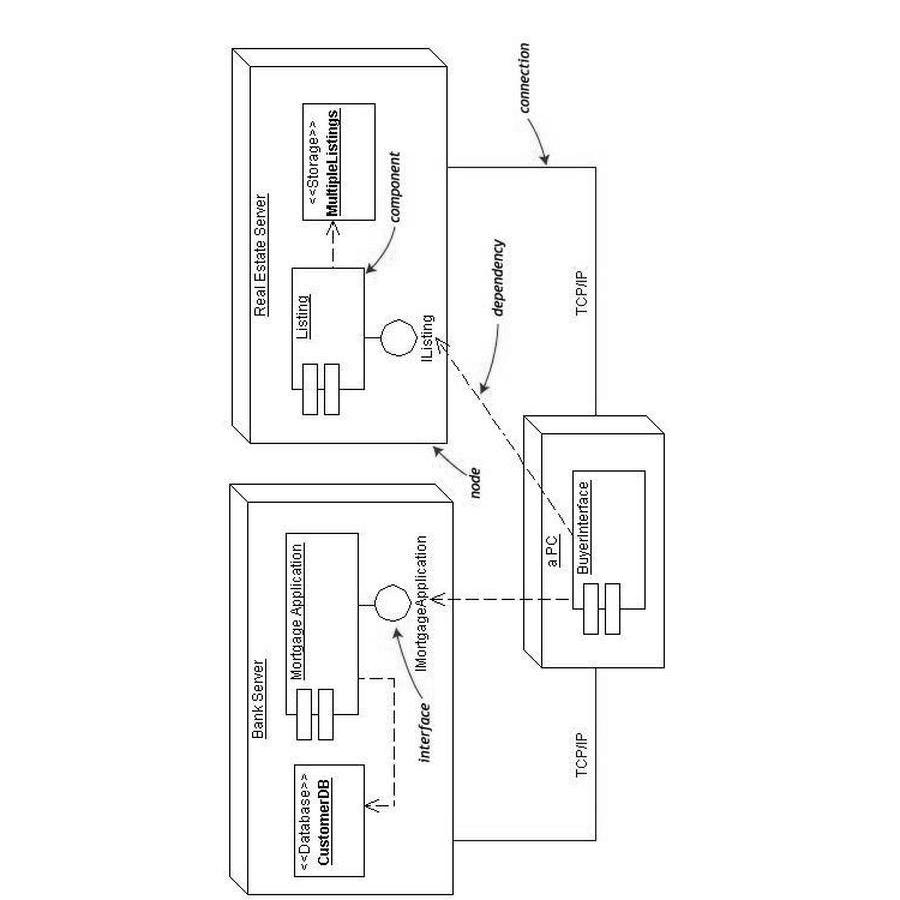 Bank Server
<<Database>>
CustomerDB
Mortgage Application
IMortgageApplication
interface
Real Estate Server
Listing
<<Storage>>
MultipleListings
IListing
component
node
dependency
connection
a PC
BuyerInterface
TCP/IP
TCP/IP